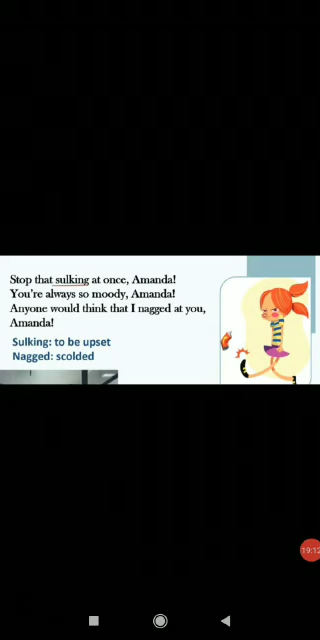 Stop that sulking at once, Amanda!
You're always so moody, Amanda!
Anyone would think that I nagged at you,
Amanda!
Sulking: to be upset
Nagged: scolded
19:12